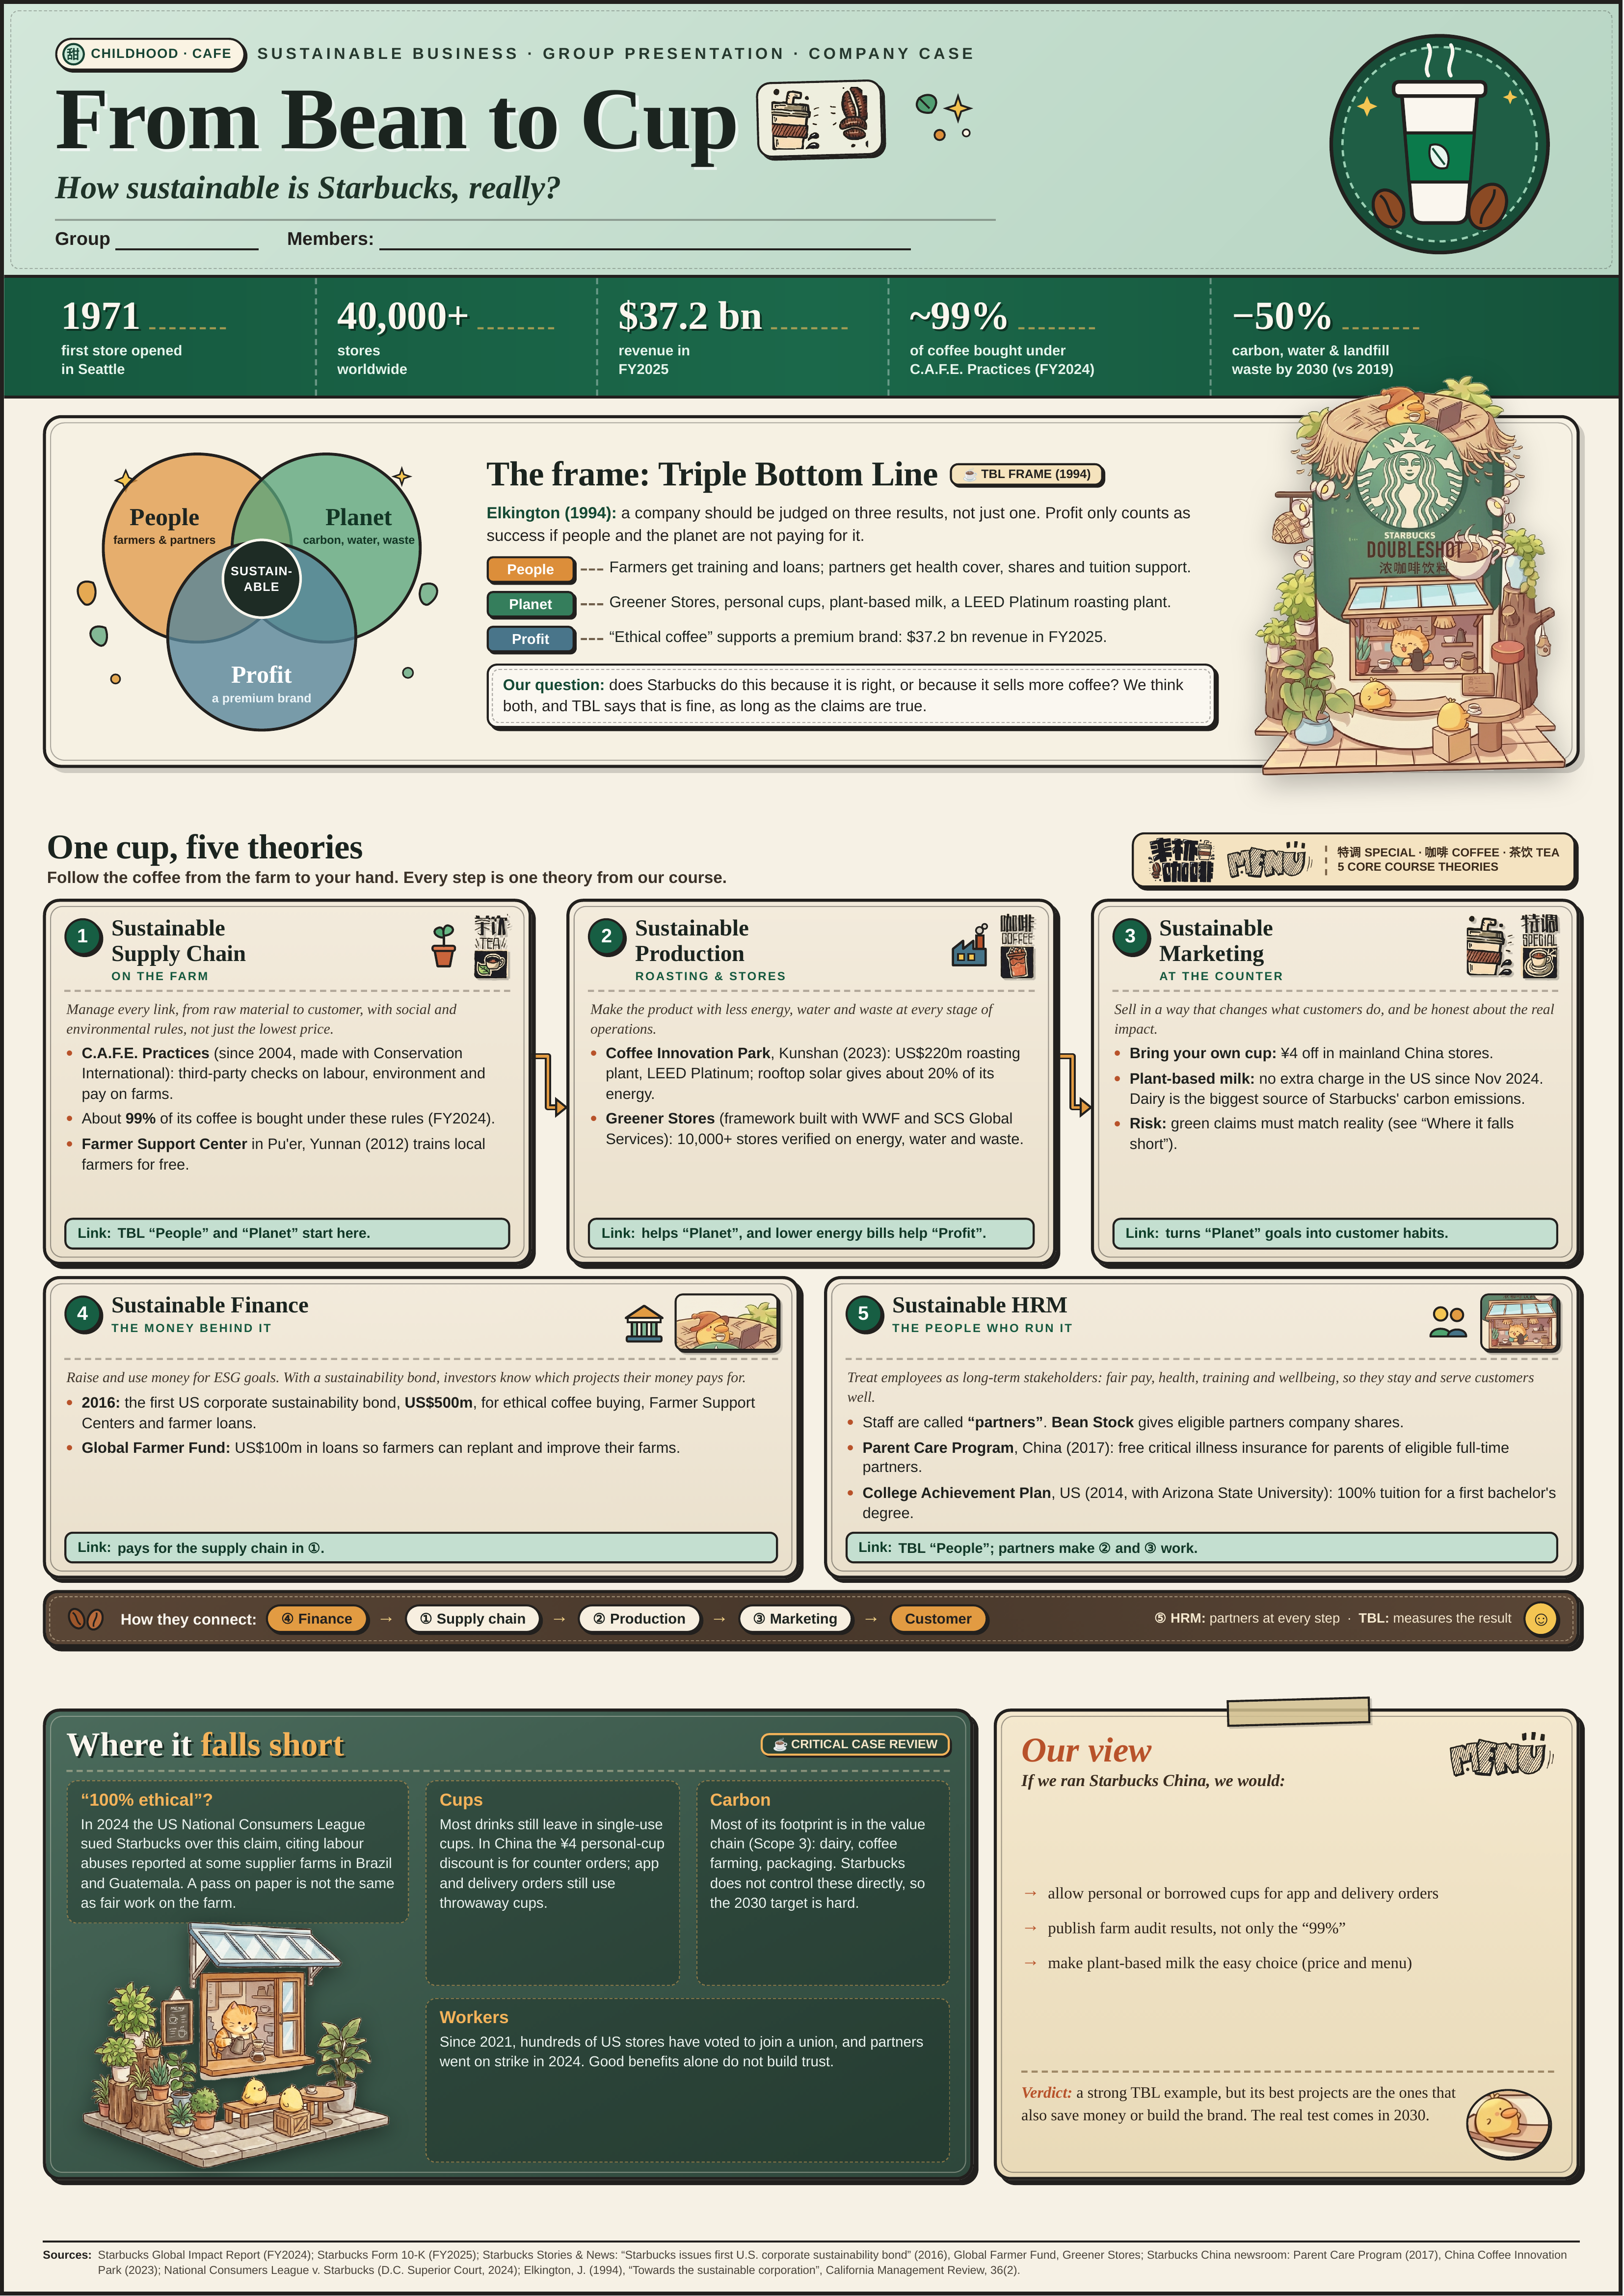 甜 CHILDHOOD · CAFE
SUSTAINABLE BUSINESS · GROUP PRESENTATION · COMPANY CASE
From Bean to Cup
How sustainable is Starbucks, really?
Group
Members:
1971
first store opened
in Seattle
40,000+
stores
worldwide
$37.2 bn
revenue in
FY2025
~99%
of coffee bought under
C.A.F.E. Practices (FY2024)
−50%
carbon, water & landfill
waste by 2030 (vs 2019)
People
farmers & partners
Planet
carbon, water, waste
SUSTAIN-
ABLE
Profit
a premium brand
The frame: Triple Bottom Line
☕ TBL FRAME (1994)
Elkington (1994): a company should be judged on three results, not just one. Profit only counts as
success if people and the planet are not paying for it.
People
Farmers get training and loans; partners get health cover, shares and tuition support.
Planet
Greener Stores, personal cups, plant-based milk, a LEED Platinum roasting plant.
Profit
“Ethical coffee” supports a premium brand: $37.2 bn revenue in FY2025.
Our question: does Starbucks do this because it is right, or because it sells more coffee? We think
both, and TBL says that is fine, as long as the claims are true.
STARBUCKS
DOUBLESHOT
浓咖啡饮料
One cup, five theories
Follow the coffee from the farm to your hand. Every step is one theory from our course.
来杯
咖啡
MENU
特调 SPECIAL · 咖啡 COFFEE · 茶饮 TEA
5 CORE COURSE THEORIES
1
Sustainable
Supply Chain
ON THE FARM
茶饮
TEA
Manage every link, from raw material to customer, with social and
environmental rules, not just the lowest price.
• C.A.F.E. Practices (since 2004, made with Conservation
International): third-party checks on labour, environment and
pay on farms.
• About 99% of its coffee is bought under these rules (FY2024).
• Farmer Support Center in Pu'er, Yunnan (2012) trains local
farmers for free.
Link: TBL “People” and “Planet” start here.
2
Sustainable
Production
ROASTING & STORES
咖啡
COFFEE
Make the product with less energy, water and waste at every stage of
operations.
• Coffee Innovation Park, Kunshan (2023): US$220m roasting
plant, LEED Platinum; rooftop solar gives about 20% of its
energy.
• Greener Stores (framework built with WWF and SCS Global
Services): 10,000+ stores verified on energy, water and waste.
Link: helps “Planet”, and lower energy bills help “Profit”.
3
Sustainable
Marketing
AT THE COUNTER
特调
SPECIAL
Sell in a way that changes what customers do, and be honest about the real
impact.
• Bring your own cup: ¥4 off in mainland China stores.
• Plant-based milk: no extra charge in the US since Nov 2024.
Dairy is the biggest source of Starbucks' carbon emissions.
• Risk: green claims must match reality (see “Where it falls
short”).
Link: turns “Planet” goals into customer habits.
4
Sustainable Finance
THE MONEY BEHIND IT
Raise and use money for ESG goals. With a sustainability bond, investors know which projects their money pays for.
• 2016: the first US corporate sustainability bond, US$500m, for ethical coffee buying, Farmer Support
Centers and farmer loans.
• Global Farmer Fund: US$100m in loans so farmers can replant and improve their farms.
Link: pays for the supply chain in ①.
5
Sustainable HRM
THE PEOPLE WHO RUN IT
Treat employees as long-term stakeholders: fair pay, health, training and wellbeing, so they stay and serve customers
well.
• Staff are called “partners”. Bean Stock gives eligible partners company shares.
• Parent Care Program, China (2017): free critical illness insurance for parents of eligible full-time
partners.
• College Achievement Plan, US (2014, with Arizona State University): 100% tuition for a first bachelor's
degree.
Link: TBL “People”; partners make ② and ③ work.
How they connect: ④ Finance → ① Supply chain → ② Production → ③ Marketing → Customer
⑤ HRM: partners at every step · TBL: measures the result
Where it falls short
☕ CRITICAL CASE REVIEW
“100% ethical”?
In 2024 the US National Consumers League
sued Starbucks over this claim, citing labour
abuses reported at some supplier farms in Brazil
and Guatemala. A pass on paper is not the same
as fair work on the farm.
Cups
Most drinks still leave in single-use
cups. In China the ¥4 personal-cup
discount is for counter orders; app
and delivery orders still use
throwaway cups.
Carbon
Most of its footprint is in the value
chain (Scope 3): dairy, coffee
farming, packaging. Starbucks
does not control these directly, so
the 2030 target is hard.
Workers
Since 2021, hundreds of US stores have voted to join a union, and partners
went on strike in 2024. Good benefits alone do not build trust.
Our view
MENU
If we ran Starbucks China, we would:
→ allow personal or borrowed cups for app and delivery orders
→ publish farm audit results, not only the “99%”
→ make plant-based milk the easy choice (price and menu)
Verdict: a strong TBL example, but its best projects are the ones that
also save money or build the brand. The real test comes in 2030.
Sources: Starbucks Global Impact Report (FY2024); Starbucks Form 10-K (FY2025); Starbucks Stories & News: “Starbucks issues first U.S. corporate sustainability bond” (2016), Global Farmer Fund, Greener Stores; Starbucks China newsroom: Parent Care Program (2017), China Coffee Innovation
Park (2023); National Consumers League v. Starbucks (D.C. Superior Court, 2024); Elkington, J. (1994), “Towards the sustainable corporation”, California Management Review, 36(2).